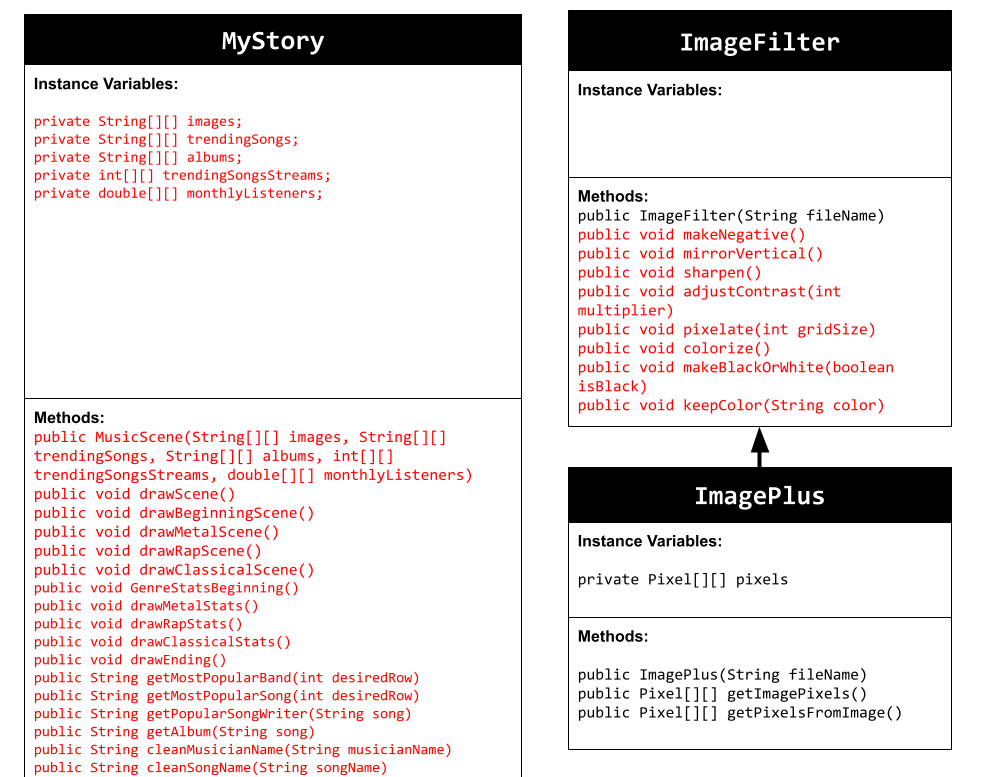 MyStory
Instance Variables:
private String[][] images;
private String[][] trendingSongs;
private String[][] albums;
private int[][] trendingSongsStreams;
private double[][] monthlyListeners;
Methods:
public MusicScene(String[][] images, String[][]
trendingSongs, String[][] albums, int[][]
trendingSongsStreams, double[][] monthlyListeners)
public void drawScene()
public void drawBeginningScene()
public void drawMetalScene()
public void drawRapScene()
public void drawClassicalScene()
public void GenreStatsBeginning()
public void drawMetalStats()
public void drawRapStats()
public void drawClassicalStats()
public void drawEnding()
public String getMostPopularBand(int desiredRow)
public String getMostPopularSong(int desiredRow)
public String getPopularSongWriter(String song)
public String getAlbum(String song)
public String cleanMusicianName(String musicianName)
public String cleanSongName(String songName)
ImageFilter
Instance Variables:
Methods:
public ImageFilter(String fileName)
public void makeNegative()
public void mirrorVertical()
public void sharpen()
public void adjustContrast(int
multiplier)
public void pixelate(int gridSize)
public void colorize()
public void makeBlackOrWhite(boolean
isBlack)
public void keepColor(String color)
ImagePlus
Instance Variables:
private Pixel[][] pixels
Methods:
public ImagePlus(String fileName)
public Pixel[][] getImagePixels()
public Pixel[][] getPixelsFromImage()